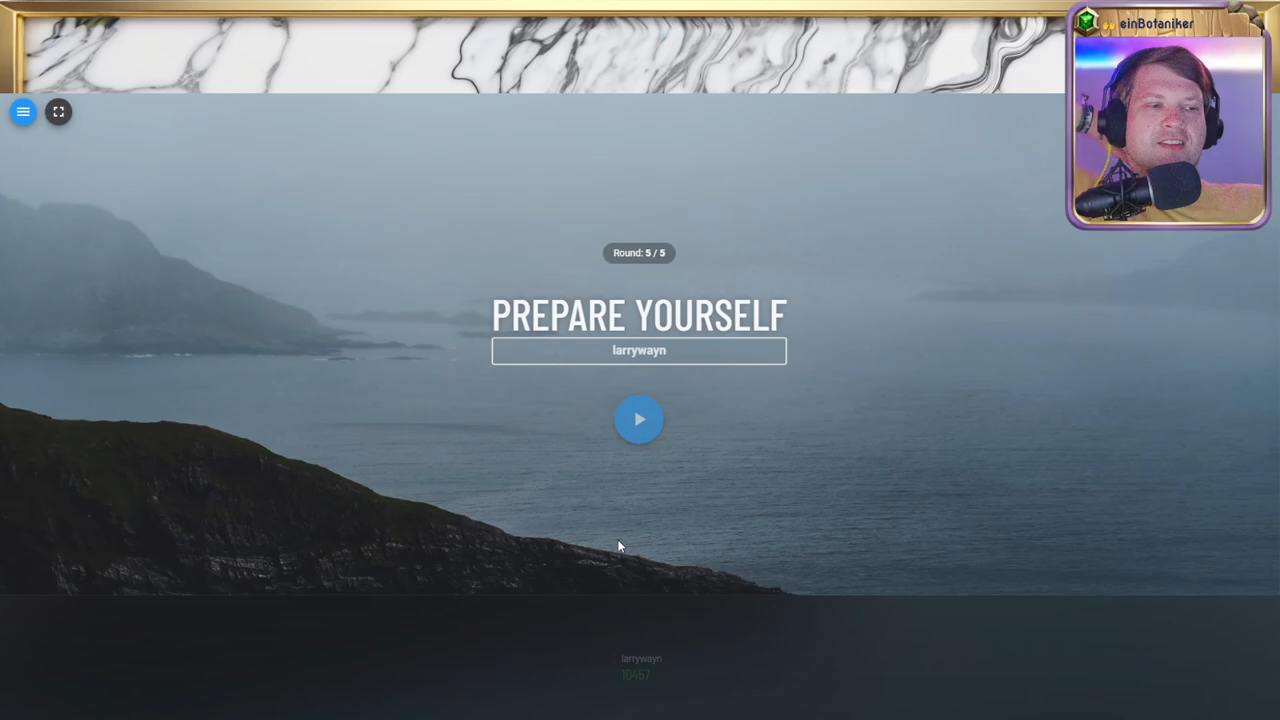 🙌 einBotaniker
Round: 5 / 5
PREPARE YOURSELF
larrywayn
larrywayn
10457